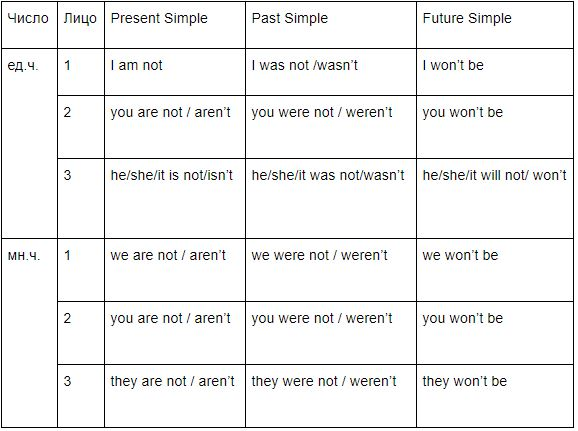 Число Лицо Present Simple Past Simple Future Simple
ед.ч. 1 I am not I was not /wasn’t I won’t be
2 you are not / aren’t you were not / weren’t you won’t be
3 he/she/it is not/isn’t he/she/it was not/wasn’t he/she/it will not/ won’t
мн.ч. 1 we are not / aren’t we were not / weren’t we won’t be
2 you are not / aren’t you were not / weren’t you won’t be
3 they are not / aren’t they were not / weren’t they won’t be